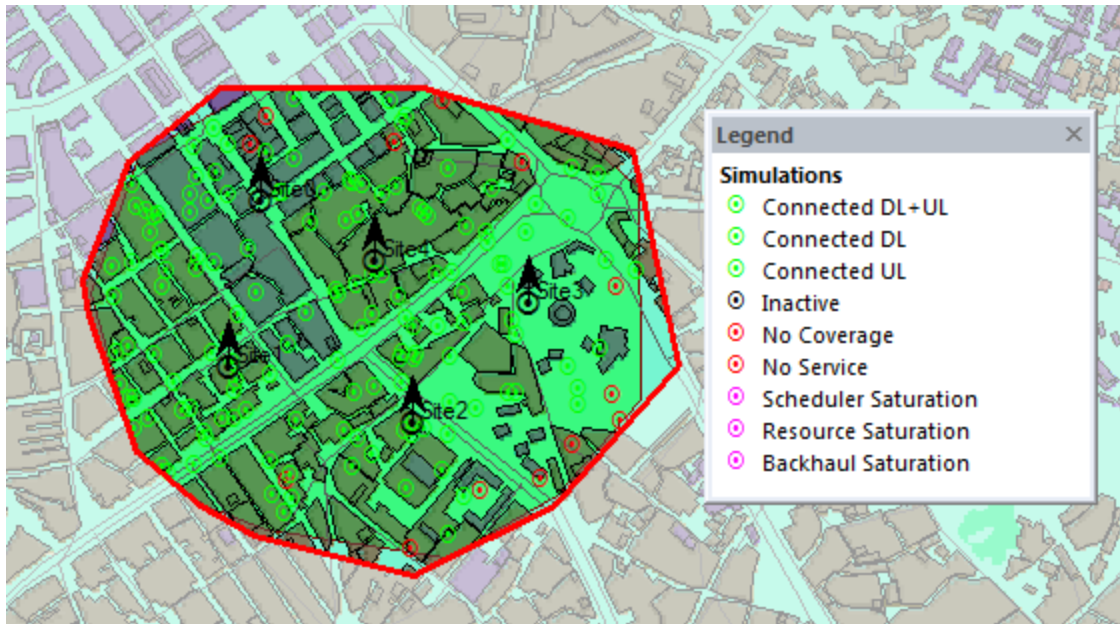 Legend
Simulations
Connected DL+UL
Connected DL
Connected UL
Inactive
No Coverage
No Service
Scheduler Saturation
Resource Saturation
Backhaul Saturation
Site0
Site4
Site3
Site1
Site2